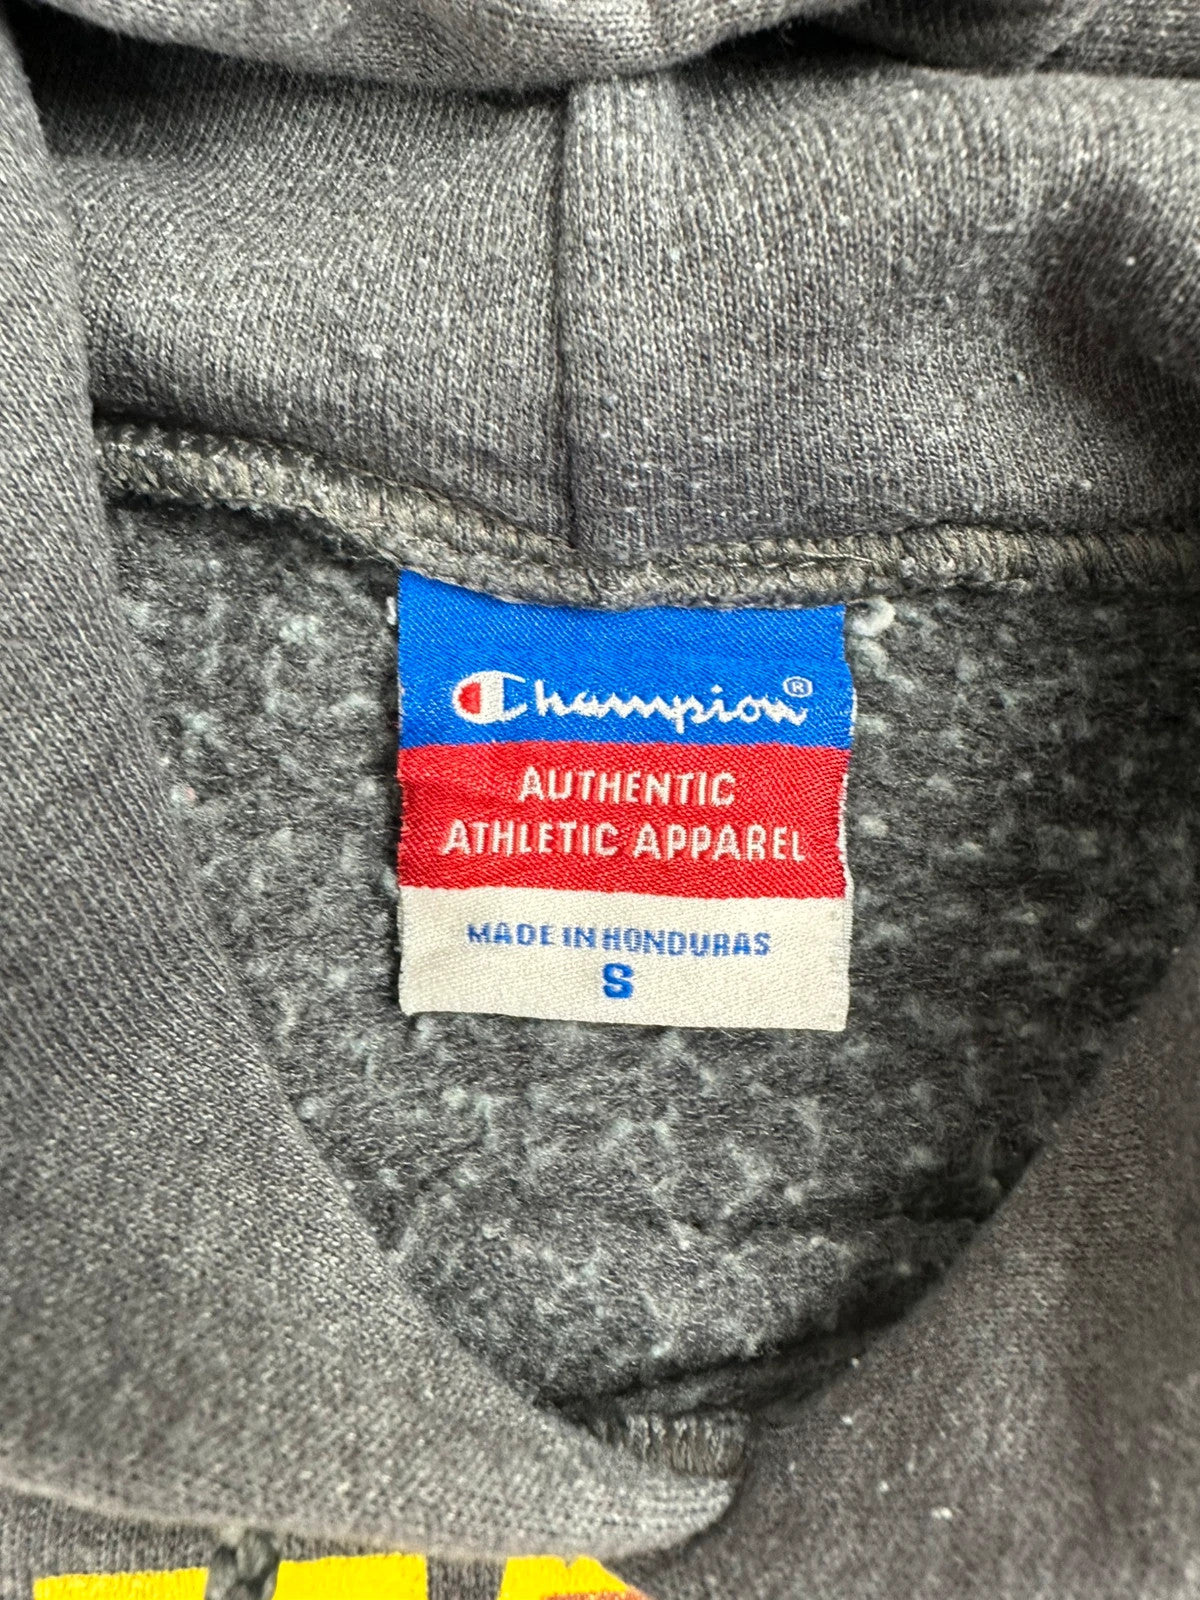 Champion®
AUTHENTIC
ATHLETIC APPAREL
MADE IN HONDURAS
S